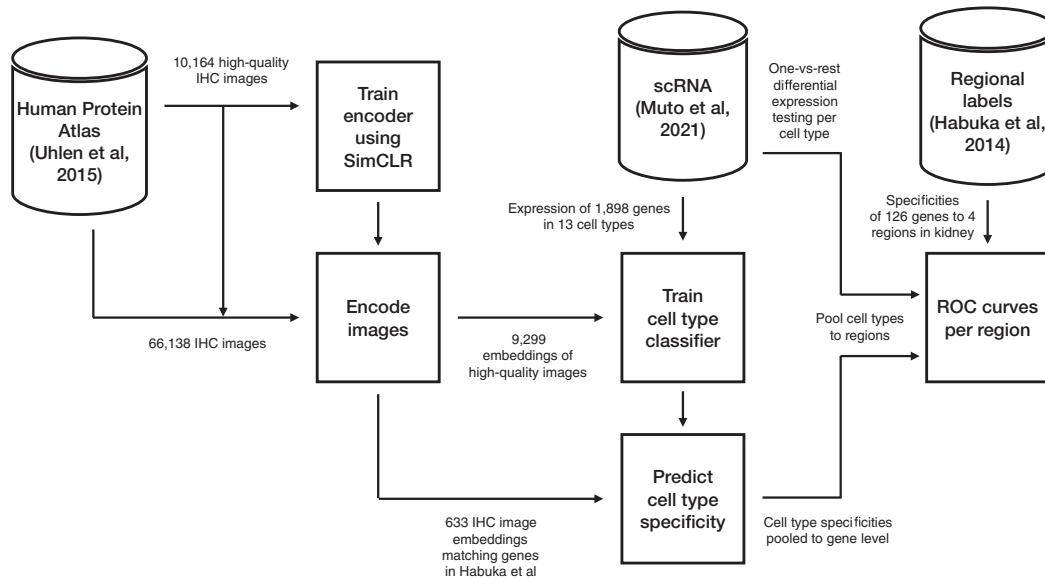 Human Protein
Atlas
(Uhlen et al,
2015)
10,164 high-quality
IHC images
Train
encoder
using
SimCLR
scRNA
(Muto et al,
2021)
One-vs-rest
differential
expression
testing per
cell type
Regional
labels
(Habuka et al,
2014)
Expression of 1,898 genes
in 13 cell types
Specificities
of 126 genes to 4
regions in kidney
66,138 IHC images
Encode
images
9,299
embeddings of
high-quality images
Train
cell type
classifier
Pool cell types
to regions
ROC curves
per region
633 IHC image
embeddings
matching genes
in Habuka et al
Predict
cell type
specificity
Cell type specificities
pooled to gene level